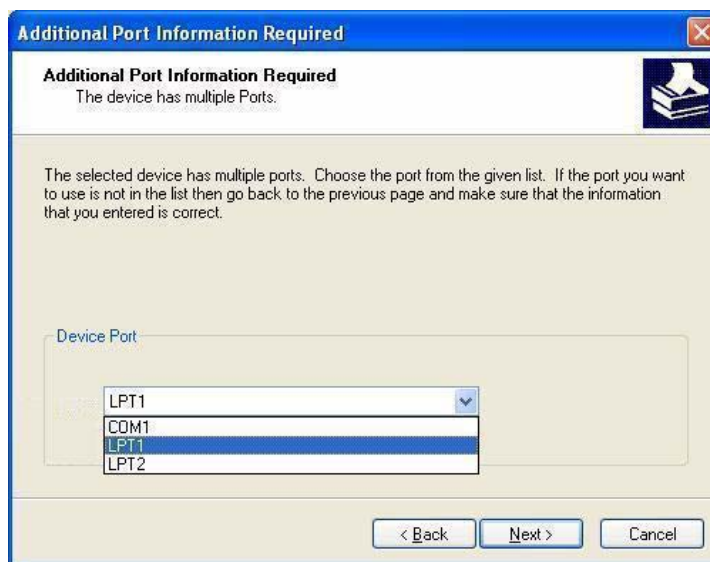 Additional Port Information Required
Additional Port Information Required
The device has multiple Ports.
The selected device has multiple ports. Choose the port from the given list. If the port you want
to use is not in the list then go back to the previous page and make sure that the information
that you entered is correct.
Device Port
LPT1
COM1
LPT1
LPT2
< Back
Next >
Cancel